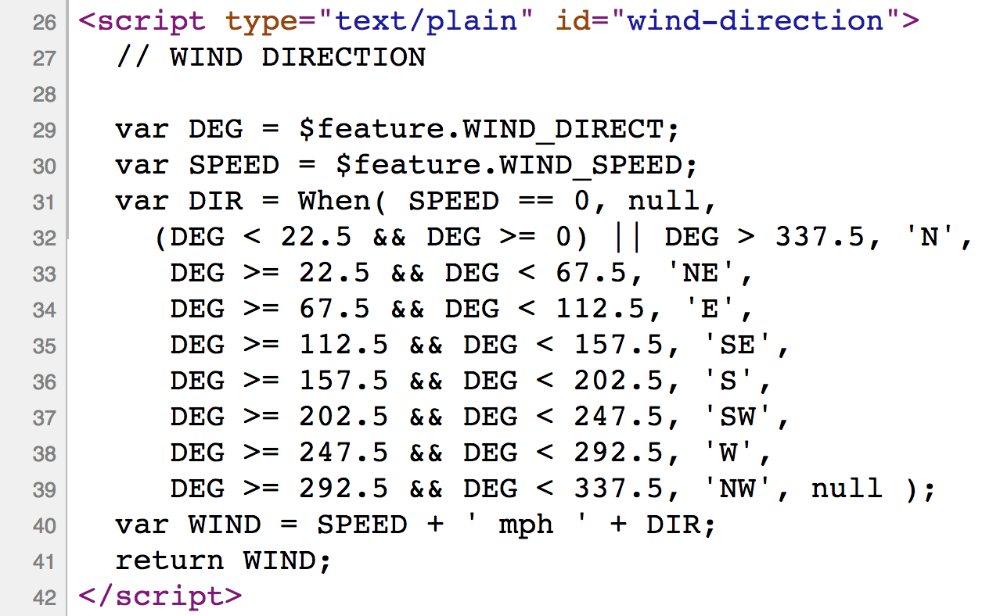 26 <script type="text/plain" id="wind-direction">
27   // WIND DIRECTION
28
29   var DEG = $feature.WIND_DIRECT;
30   var SPEED = $feature.WIND_SPEED;
31   var DIR = When( SPEED == 0, null,
32     (DEG < 22.5 && DEG >= 0) || DEG > 337.5, 'N',
33      DEG >= 22.5 && DEG < 67.5, 'NE',
34      DEG >= 67.5 && DEG < 112.5, 'E',
35      DEG >= 112.5 && DEG < 157.5, 'SE',
36      DEG >= 157.5 && DEG < 202.5, 'S',
37      DEG >= 202.5 && DEG < 247.5, 'SW',
38      DEG >= 247.5 && DEG < 292.5, 'W',
39      DEG >= 292.5 && DEG < 337.5, 'NW', null );
40   var WIND = SPEED + ' mph ' + DIR;
41   return WIND;
42 </script>